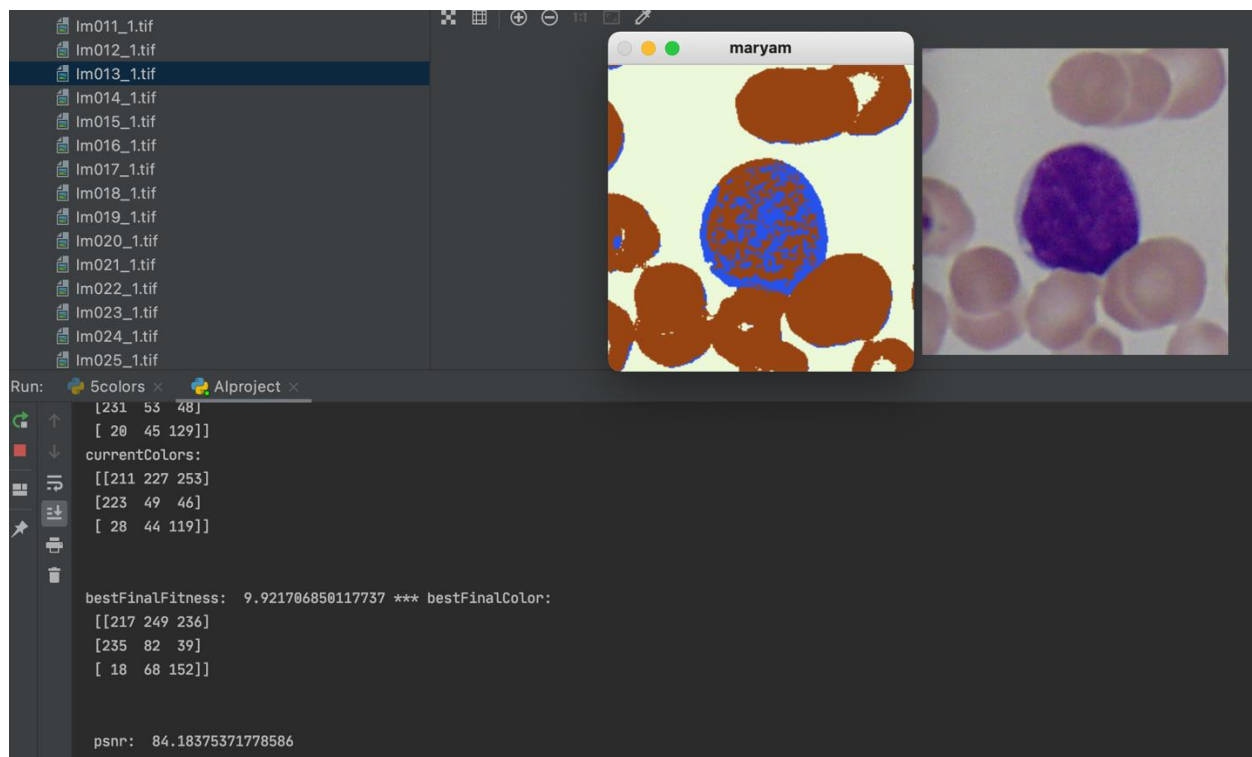 Im011_1.tif
Im012_1.tif
Im013_1.tif
Im014_1.tif
Im015_1.tif
Im016_1.tif
Im017_1.tif
Im018_1.tif
Im019_1.tif
Im020_1.tif
Im021_1.tif
Im022_1.tif
Im023_1.tif
Im024_1.tif
Im025_1.tif
1:1
maryam
Run: 5colors × AIproject ×
[231 53 48]
[ 20 45 129]]
currentColors:
[[211 227 253]
[223 49 46]
[ 28 44 119]]
bestFinalFitness: 9.921706850117737 *** bestFinalColor:
[[217 249 236]
[235 82 39]
[ 18 68 152]]
psnr: 84.18375371778586